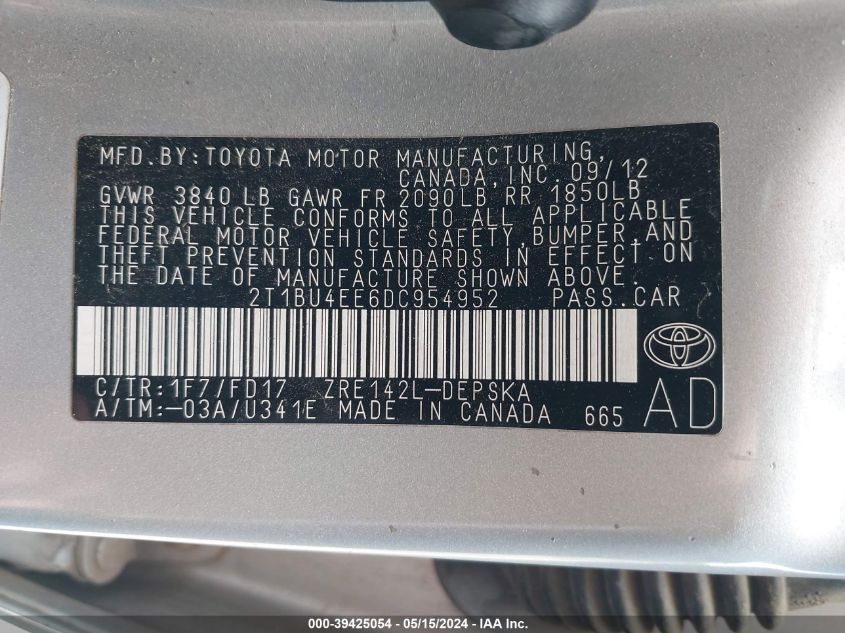 MFD.BY:TOYOTA MOTOR MANUFACTURING,
CANADA,INC. 09/12
GVWR 3840 LB GAWR FR 2090LB RR 1850LB
THIS VEHICLE CONFORMS TO ALL APPLICABLE
FEDERAL MOTOR VEHICLE SAFETY,BUMPER,AND
THEFT PREVENTION STANDARDS IN EFFECT ON
THE DATE OF MANUFACTURE SHOWN ABOVE.
2T1BU4EE6DC954952 PASS.CAR
C/TR:1F7/FD17 ZRE142L-DEPSKA
A/TM:-03A/U341E MADE IN CANADA 665
AD
000-39425054 - 05/15/2024 - IAA Inc.